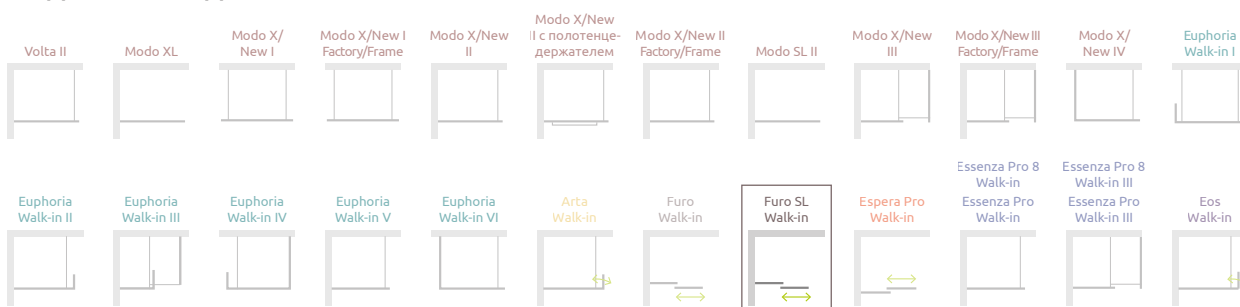 Volta II
Modo XL
Modo X/
New I
Modo X/New I
Factory/Frame
Modo X/New
II
Modo X/New
II с полотенце-
держателем
Modo X/New II
Factory/Frame
Modo SL II
Modo X/New
III
Modo X/New III
Factory/Frame
Modo X/
New IV
Euphoria
Walk-in I
Euphoria
Walk-in II
Euphoria
Walk-in III
Euphoria
Walk-in IV
Euphoria
Walk-in V
Euphoria
Walk-in VI
Arta
Walk-in
Furo
Walk-in
Furo SL
Walk-in
Espera Pro
Walk-in
Essenza Pro 8
Walk-in
Essenza Pro
Walk-in
Essenza Pro 8
Walk-in III
Essenza Pro
Walk-in III
Eos
Walk-in